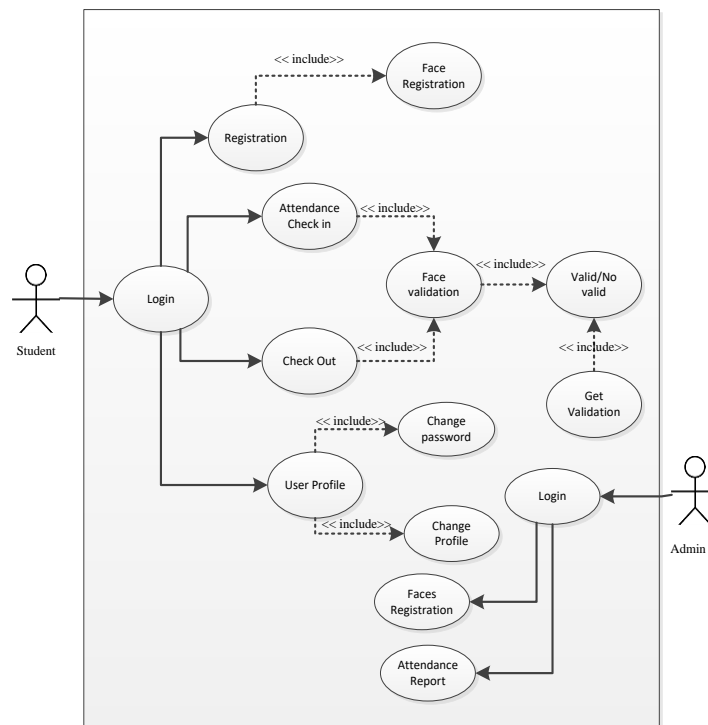 << include>>
Face
Registration
Registration
Attendance
Check in
<< include>>
Face
validation
<< include>>
Valid/No
valid
Login
Student
Check Out
<< include>>
<< include>>
Get
Validation
<< include>>
Change
password
User Profile
<< include>>
Change
Profile
Login
Admin
Faces
Registration
Attendance
Report